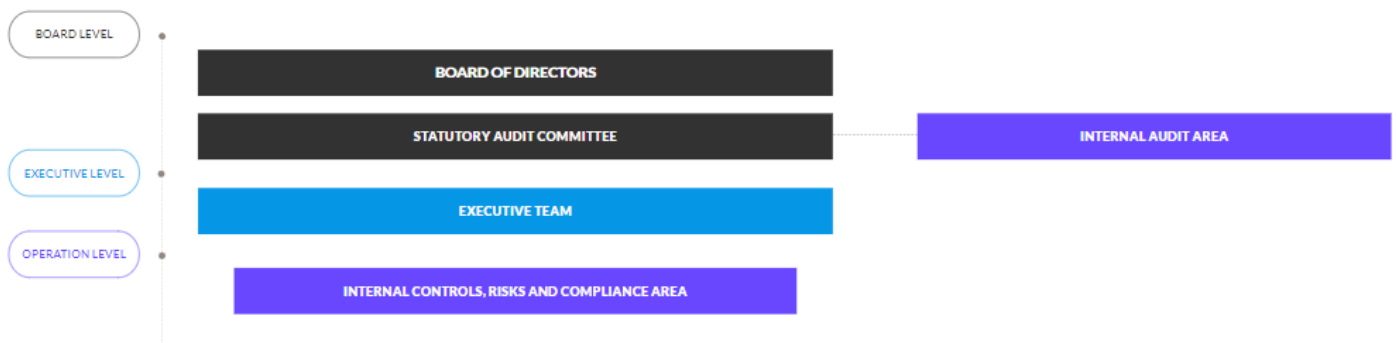 BOARD LEVEL
BOARD OF DIRECTORS
STATUTORY AUDIT COMMITTEE
INTERNAL AUDIT AREA
EXECUTIVE LEVEL
EXECUTIVE TEAM
OPERATION LEVEL
INTERNAL CONTROLS, RISKS AND COMPLIANCE AREA